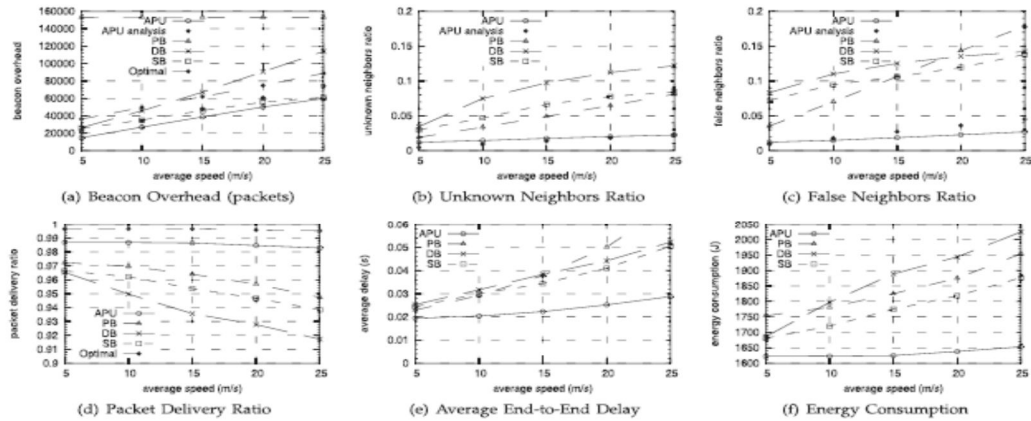 160000
140000
120000
100000
80000
60000
40000
20000
0
beacon overhead
APU
APU analysis
PB
DB
SB
Optimal
5 10 15 20 25
average speed (m/s)
(a) Beacon Overhead (packets)
0.2
0.15
0.1
0.05
0
unknown neighbors ratio
APU
APU analysis
PB
DB
SB
5 10 15 20 25
average speed (m/s)
(b) Unknown Neighbors Ratio
0.2
0.15
0.1
0.05
0
false neighbors ratio
APU
APU analysis
PB
DB
SB
5 10 15 20 25
average speed (m/s)
(c) False Neighbors Ratio
1
0.99
0.98
0.97
0.96
0.95
0.94
0.93
0.92
0.91
0.9
packet delivery ratio
APU
PB
DB
SB
Optimal
5 10 15 20 25
average speed (m/s)
(d) Packet Delivery Ratio
0.06
0.05
0.04
0.03
0.02
0.01
0
average delay (s)
APU
PB
DB
SB
5 10 15 20 25
average speed (m/s)
(e) Average End-to-End Delay
2050
2000
1950
1900
1850
1800
1750
1700
1650
1600
energy consumption (J)
APU
PB
DB
SB
5 10 15 20 25
average speed (m/s)
(f) Energy Consumption